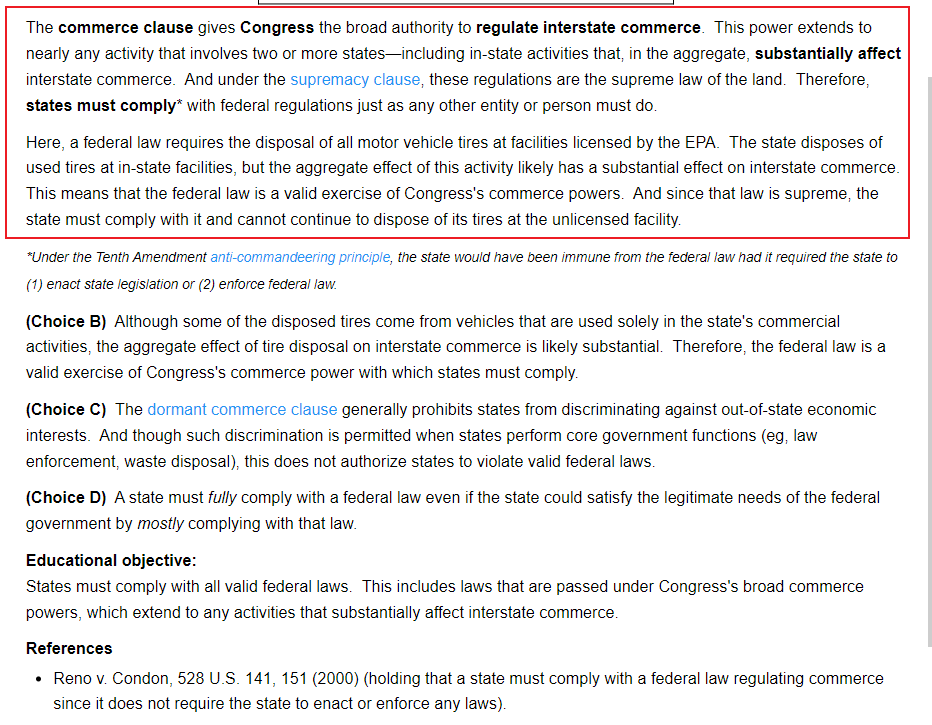 The commerce clause gives Congress the broad authority to regulate interstate commerce.  This power extends to
nearly any activity that involves two or more states—including in-state activities that, in the aggregate, substantially affect
interstate commerce.  And under the supremacy clause, these regulations are the supreme law of the land.  Therefore,
states must comply* with federal regulations just as any other entity or person must do.
Here, a federal law requires the disposal of all motor vehicle tires at facilities licensed by the EPA.  The state disposes of
used tires at in-state facilities, but the aggregate effect of this activity likely has a substantial effect on interstate commerce.
This means that the federal law is a valid exercise of Congress's commerce powers.  And since that law is supreme, the
state must comply with it and cannot continue to dispose of its tires at the unlicensed facility.
*Under the Tenth Amendment anti-commandeering principle, the state would have been immune from the federal law had it required the state to
(1) enact state legislation or (2) enforce federal law.
(Choice B)  Although some of the disposed tires come from vehicles that are used solely in the state's commercial
activities, the aggregate effect of tire disposal on interstate commerce is likely substantial.  Therefore, the federal law is a
valid exercise of Congress's commerce power with which states must comply.
(Choice C)  The dormant commerce clause generally prohibits states from discriminating against out-of-state economic
interests.  And though such discrimination is permitted when states perform core government functions (eg, law
enforcement, waste disposal), this does not authorize states to violate valid federal laws.
(Choice D)  A state must fully comply with a federal law even if the state could satisfy the legitimate needs of the federal
government by mostly complying with that law.
Educational objective:
States must comply with all valid federal laws.  This includes laws that are passed under Congress's broad commerce
powers, which extend to any activities that substantially affect interstate commerce.
References
• Reno v. Condon, 528 U.S. 141, 151 (2000) (holding that a state must comply with a federal law regulating commerce
since it does not require the state to enact or enforce any laws).